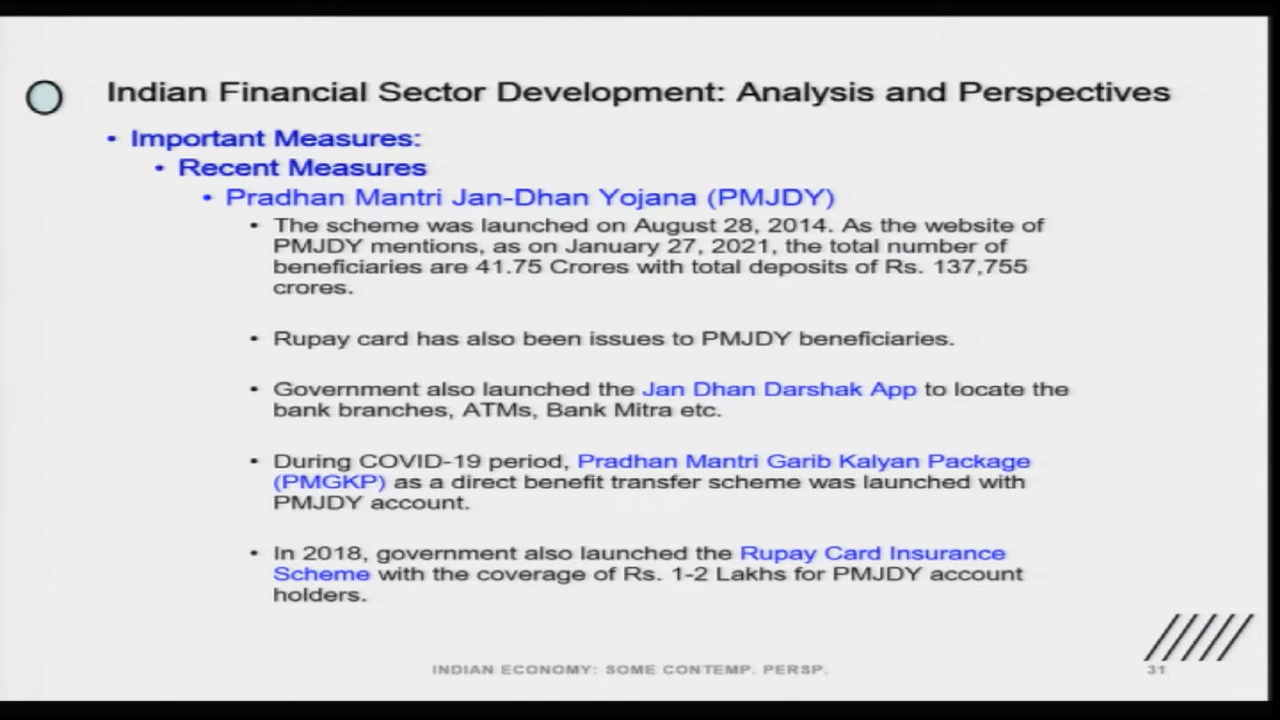 Indian Financial Sector Development: Analysis and Perspectives
• Important Measures:
• Recent Measures
• Pradhan Mantri Jan-Dhan Yojana (PMJDY)
• The scheme was launched on August 28, 2014. As the website of
PMJDY mentions, as on January 27, 2021, the total number of
beneficiaries are 41.75 Crores with total deposits of Rs. 137,755
crores.
• Rupay card has also been issues to PMJDY beneficiaries.
• Government also launched the Jan Dhan Darshak App to locate the
bank branches, ATMs, Bank Mitra etc.
• During COVID-19 period, Pradhan Mantri Garib Kalyan Package
(PMGKP) as a direct benefit transfer scheme was launched with
PMJDY account.
• In 2018, government also launched the Rupay Card Insurance
Scheme with the coverage of Rs. 1-2 Lakhs for PMJDY account
holders.
INDIAN ECONOMY: SOME CONTEMP. PERSP.
31